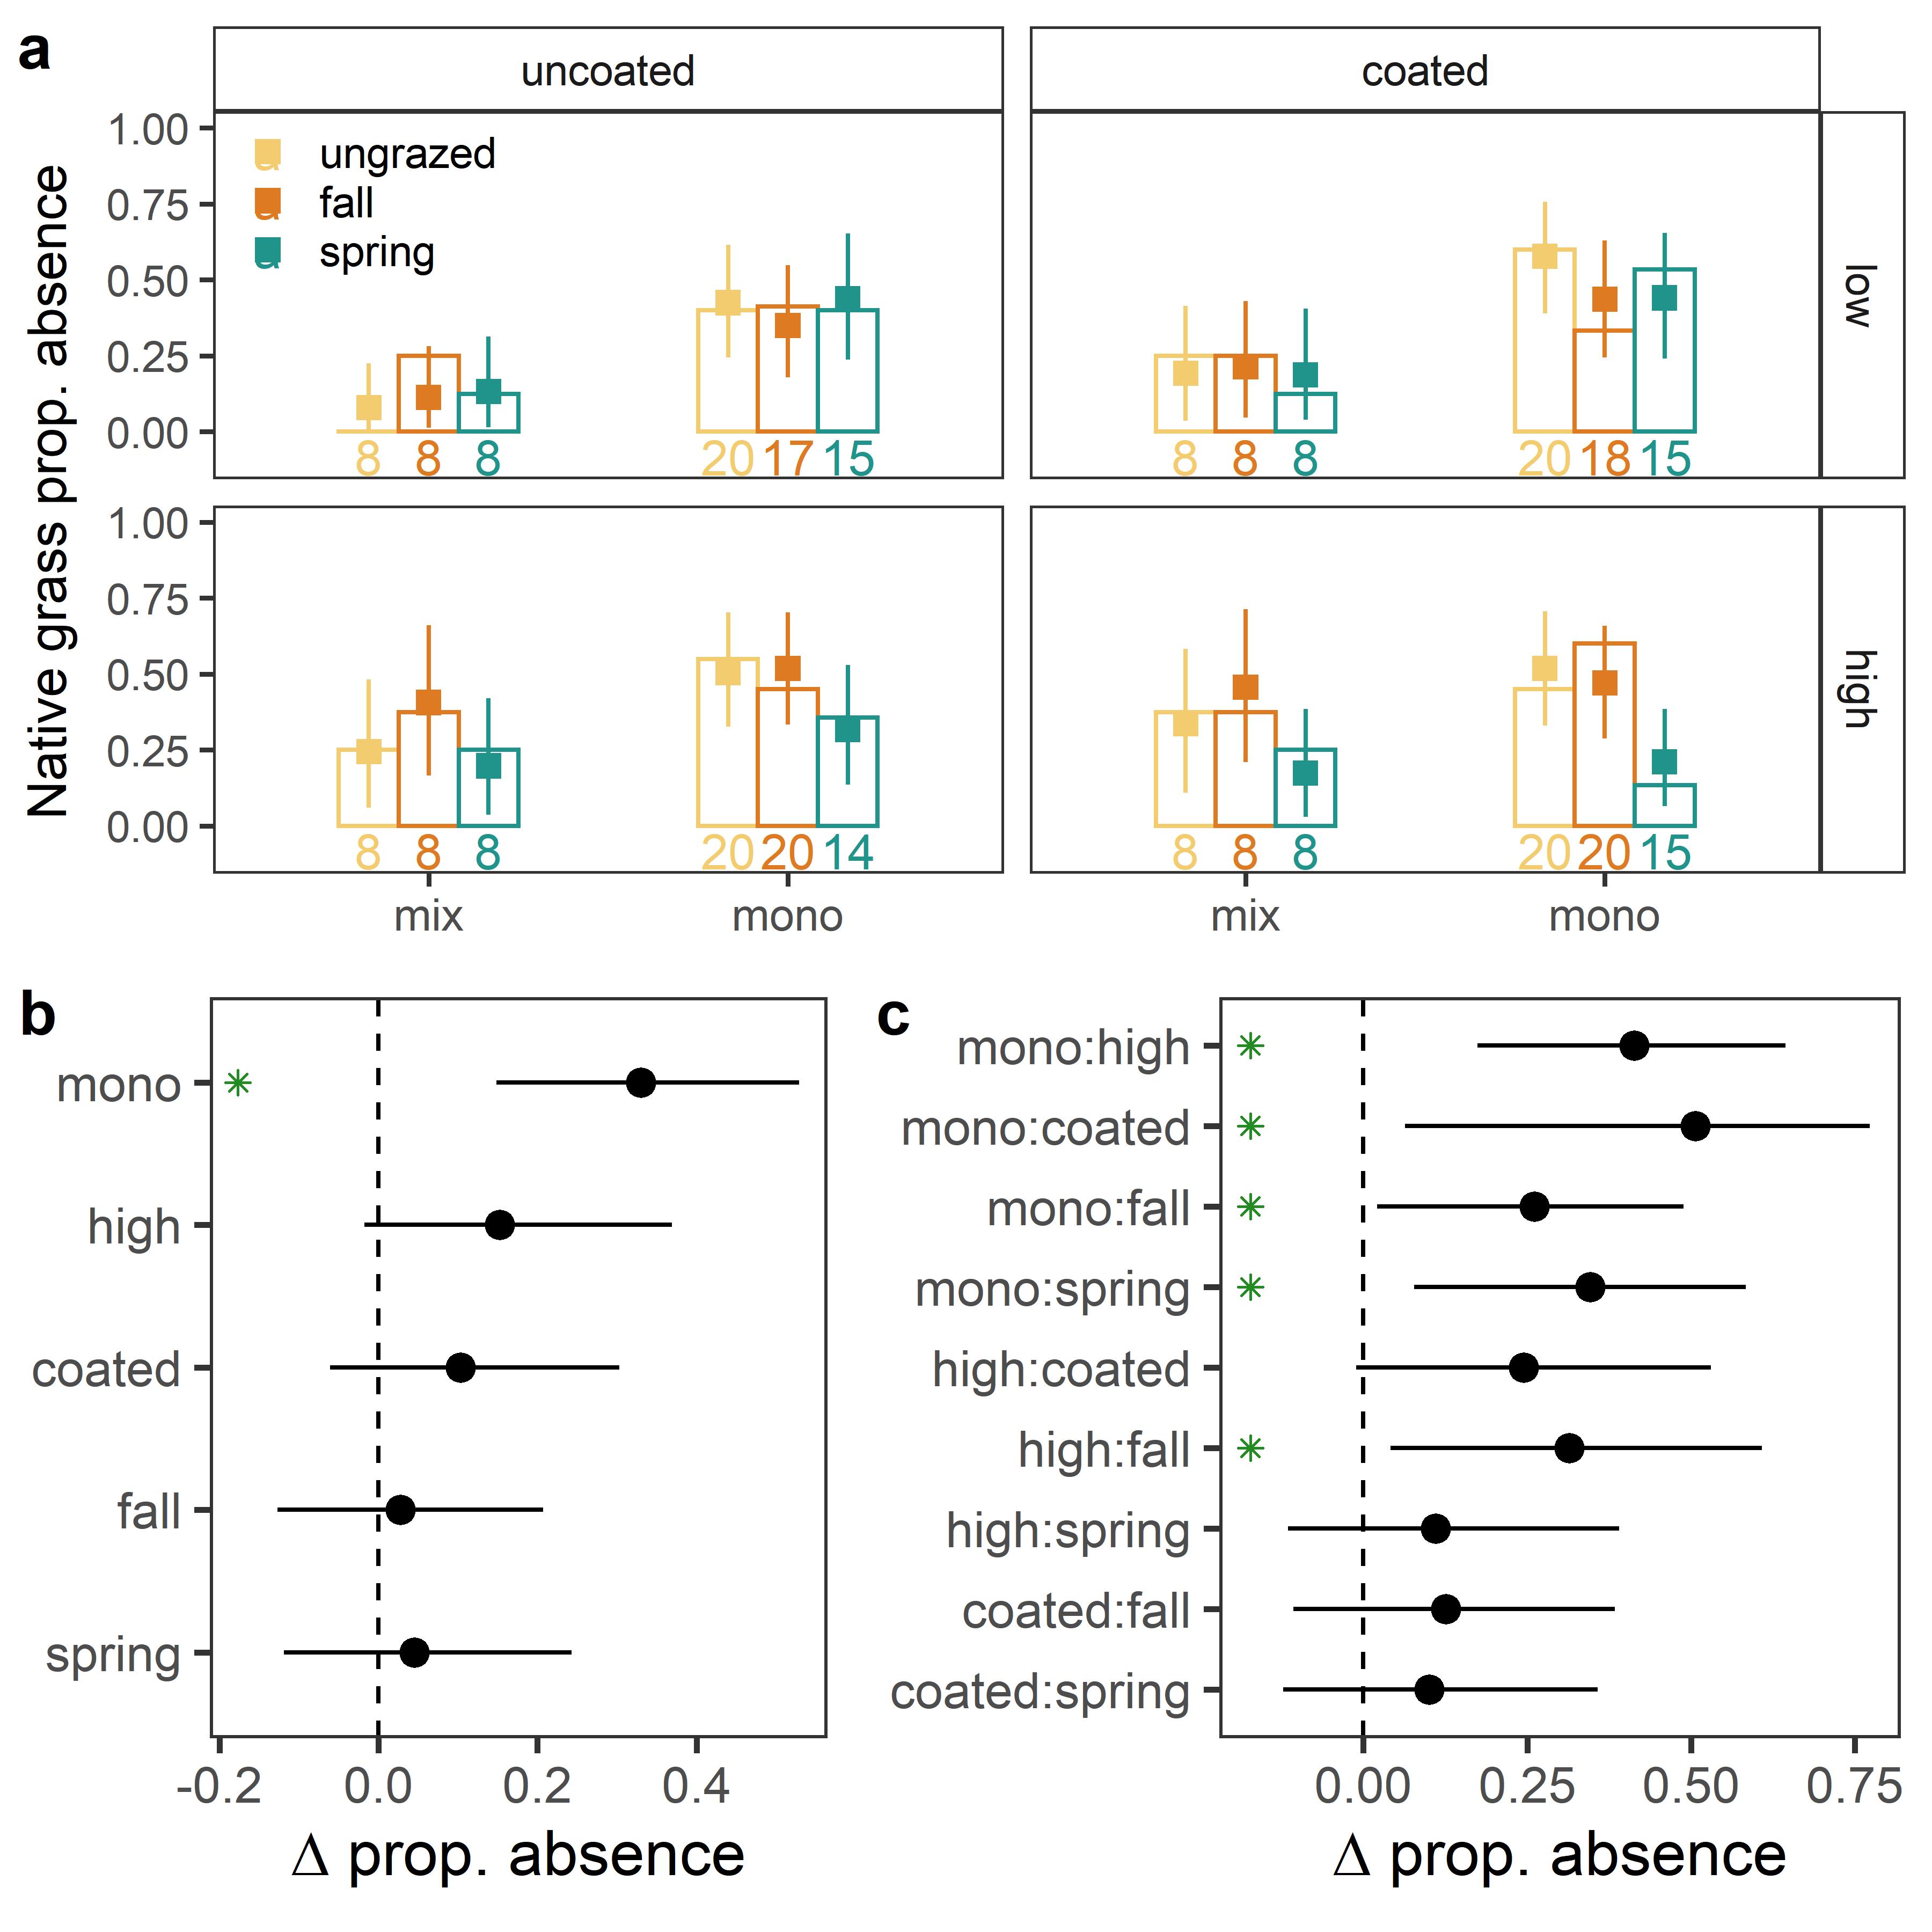 a
uncoated
coated
Native grass prop. absence
1.00
0.75
0.50
0.25
0.00
ungrazed
fall
spring
8 8 8 20 17 15
8 8 8 20 18 15
low
1.00
0.75
0.50
0.25
0.00
8 8 8 20 20 14
8 8 8 20 20 15
high
mix mono
mix mono
b
mono
high
coated
fall
spring
-0.2 0.0 0.2 0.4
Δ prop. absence
c
mono:high
mono:coated
mono:fall
mono:spring
high:coated
high:fall
high:spring
coated:fall
coated:spring
0.00 0.25 0.50 0.75
Δ prop. absence